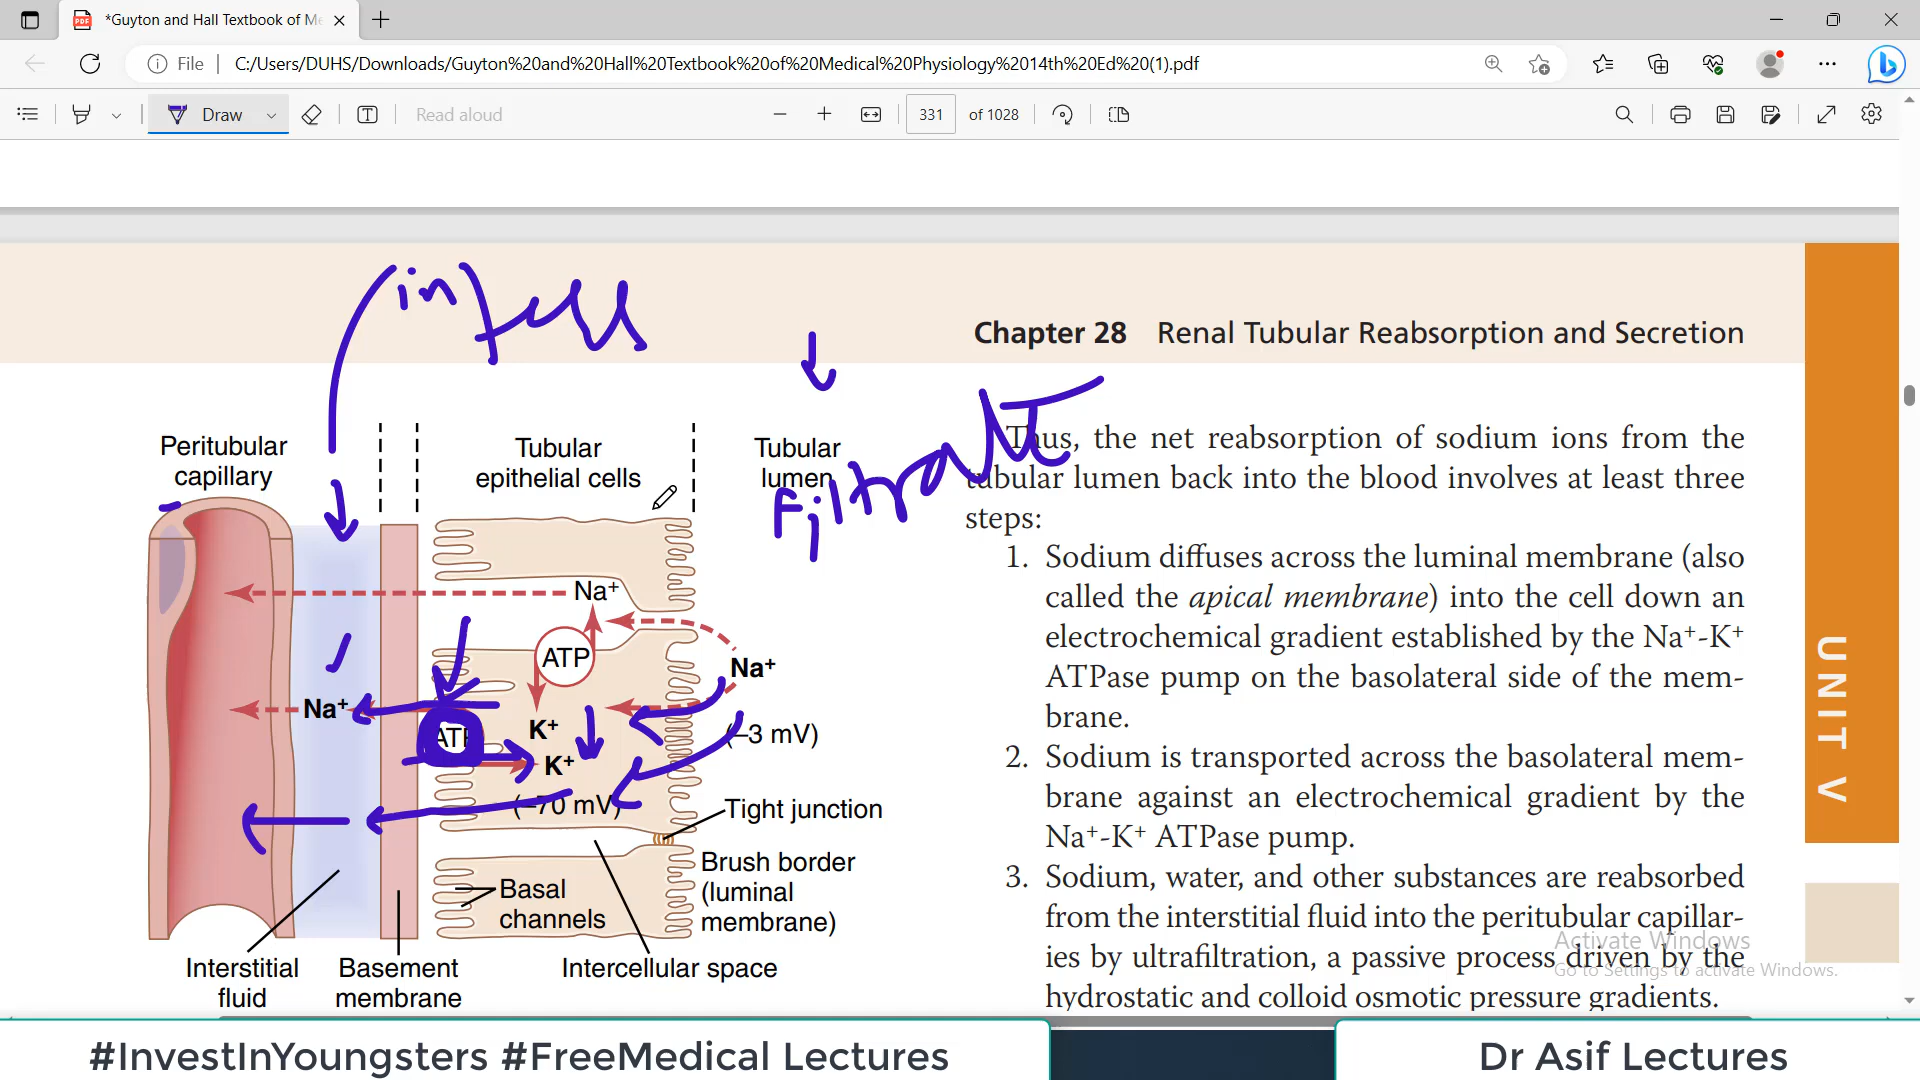 *Guyton and Hall Textbook of Me
File
C:/Users/DUHS/Downloads/Guyton%20and%20Hall%20Textbook%20of%20Medical%20Physiology%2014th%20Ed%20(1).pdf
Draw
Read aloud
331 of 1028
Chapter 28 Renal Tubular Reabsorption and Secretion
Peritubular
capillary
Tubular
epithelial cells
Tubular
lumen
Filtrate
Na⁺
ATP
Na⁺
Na⁺
ATP
K⁺
K⁺
(–3 mV)
(–70 mV)
Tight junction
Brush border
(luminal
membrane)
Basal
channels
Interstitial
fluid
Basement
membrane
Intercellular space
Thus, the net reabsorption of sodium ions from the
tubular lumen back into the blood involves at least three
steps:
1. Sodium diffuses across the luminal membrane (also
called the apical membrane) into the cell down an
electrochemical gradient established by the Na⁺-K⁺
ATPase pump on the basolateral side of the mem-
brane.
2. Sodium is transported across the basolateral mem-
brane against an electrochemical gradient by the
Na⁺-K⁺ ATPase pump.
3. Sodium, water, and other substances are reabsorbed
from the interstitial fluid into the peritubular capillar-
ies by ultrafiltration, a passive process driven by the
hydrostatic and colloid osmotic pressure gradients.
UNIT V
Activate Windows
Go to Settings to activate Windows.
#InvestInYoungsters #FreeMedical Lectures
Dr Asif Lectures